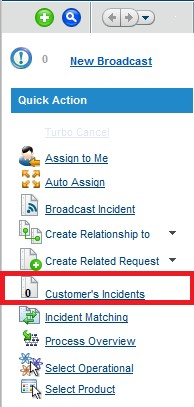 0 New Broadcast
Quick Action
Turbo Cancel
Assign to Me
Auto Assign
Broadcast Incident
Create Relationship to
Create Related Request
0 Customer's Incidents
Incident Matching
Process Overview
Select Operational
Select Product